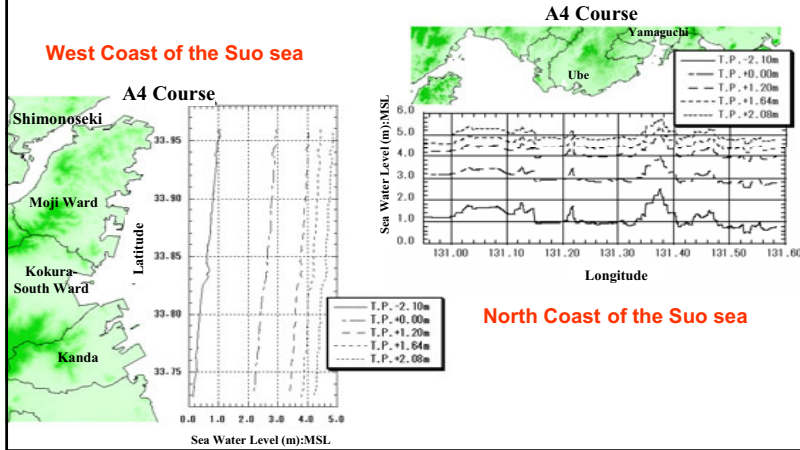 West Coast of the Suo sea
A4 Course
Shimonoseki
Moji Ward
Kokura-
South Ward
Kanda
Latitude
33.95
33.90
33.85
33.80
33.75
0.0 1.0 3.0 4.0 5.0
Sea Water Level (m):MSL
T.P.-2.10m
T.P.+0.00m
T.P.+1.20m
T.P.+1.64m
T.P.+2.08m
A4 Course
Yamaguchi
Ube
T.P.-2.10m
T.P.+0.00m
T.P.+1.20m
T.P.+1.64m
T.P.+2.08m
Sea Water Level (m):MSL
6.0
5.0
4.0
3.0
2.0
1.0
0.0
131.00 131.10 131.20 131.30 131.40 131.50 131.60
Longitude
North Coast of the Suo sea